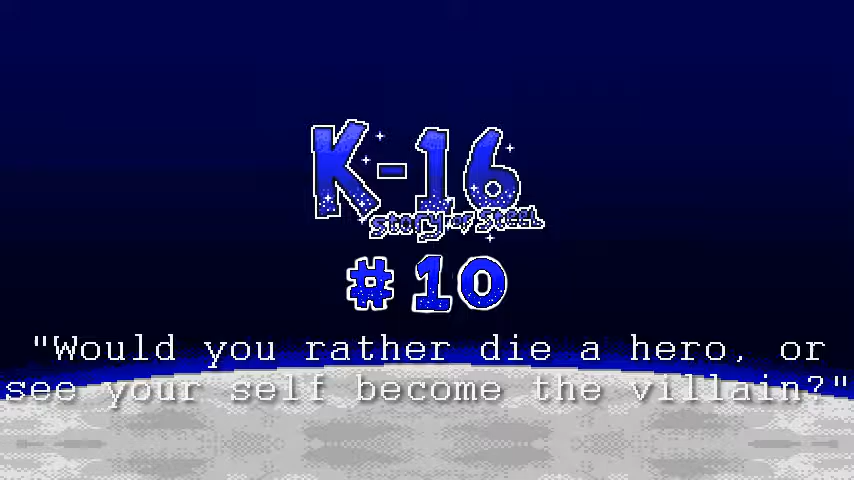 K-16
story of Steel
#10
"Would you rather die a hero, or
see your self become the villain?"